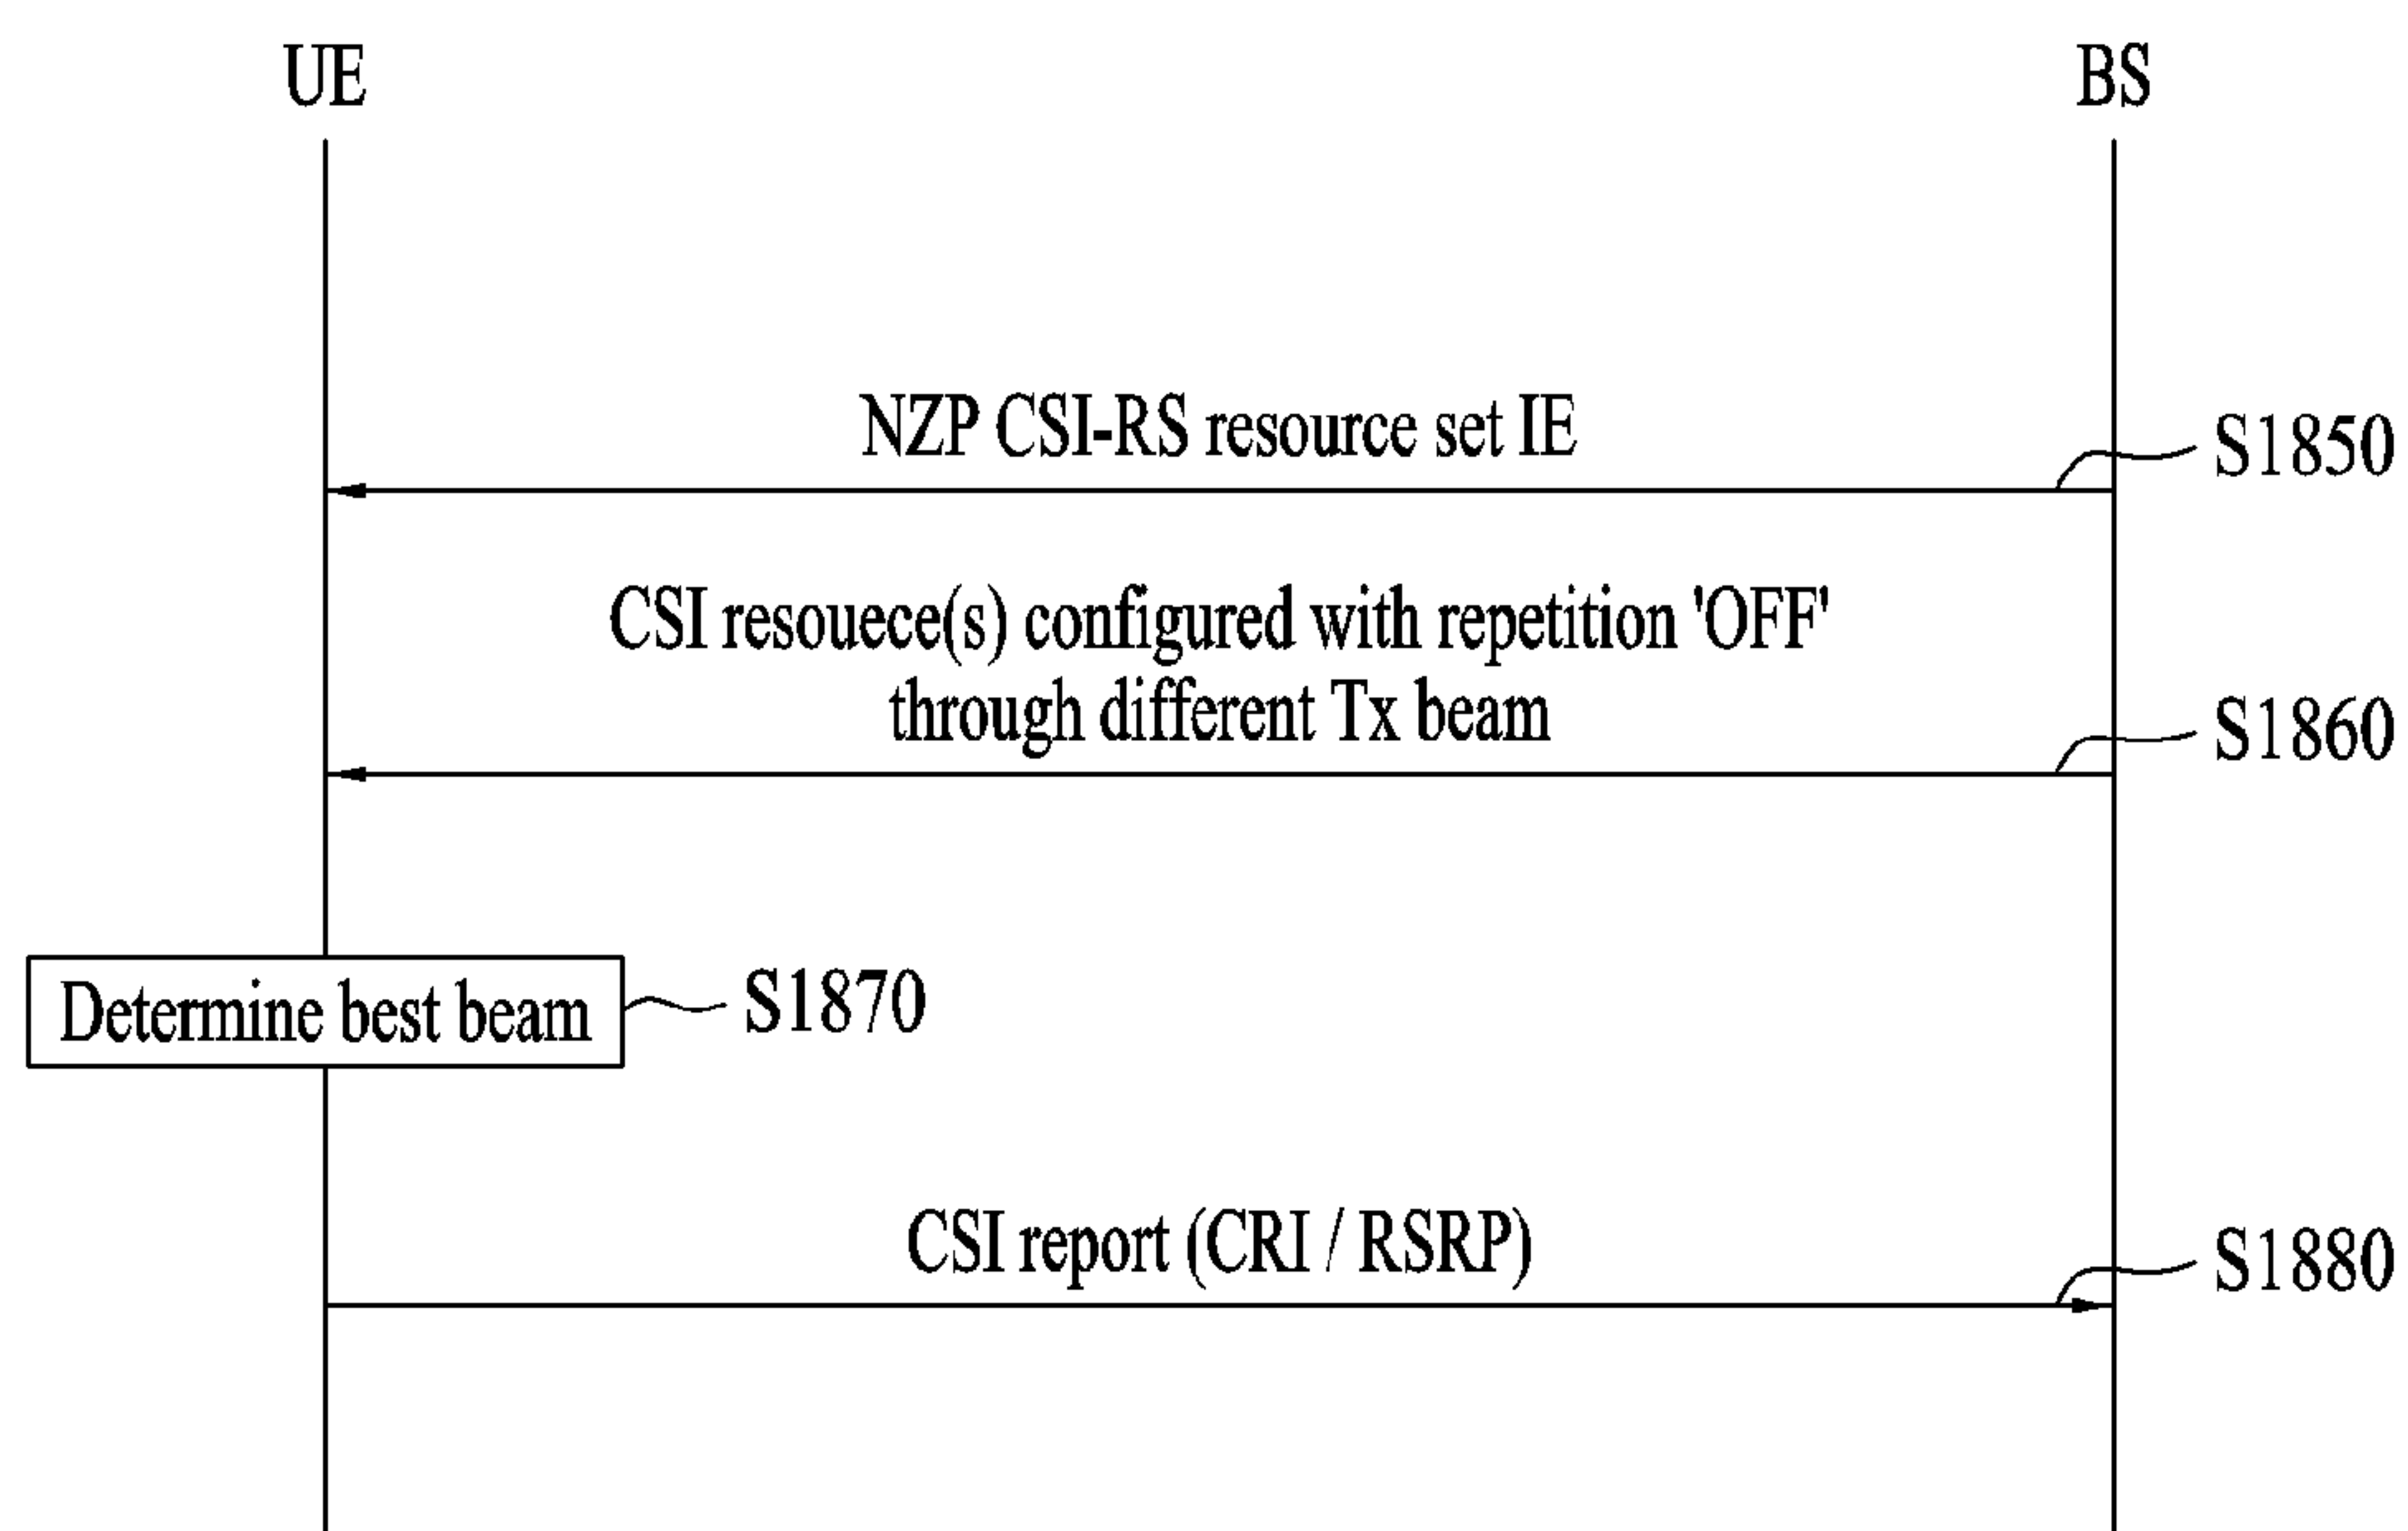 UE
BS
NZP CSI-RS resource set IE
S1850
CSI resouece(s) configured with repetition 'OFF'
through different Tx beam
S1860
Determine best beam
S1870
CSI report (CRI / RSRP)
S1880